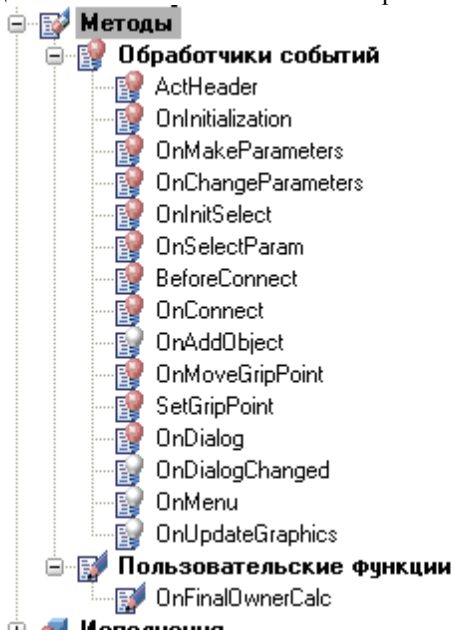 Методы
Обработчики событий
ActHeader
OnInitialization
OnMakeParameters
OnChangeParameters
OnInitSelect
OnSelectParam
BeforeConnect
OnConnect
OnAddObject
OnMoveGripPoint
SetGripPoint
OnDialog
OnDialogChanged
OnMenu
OnUpdateGraphics
Пользовательские функции
OnFinalOwnerCalc
Исполнения